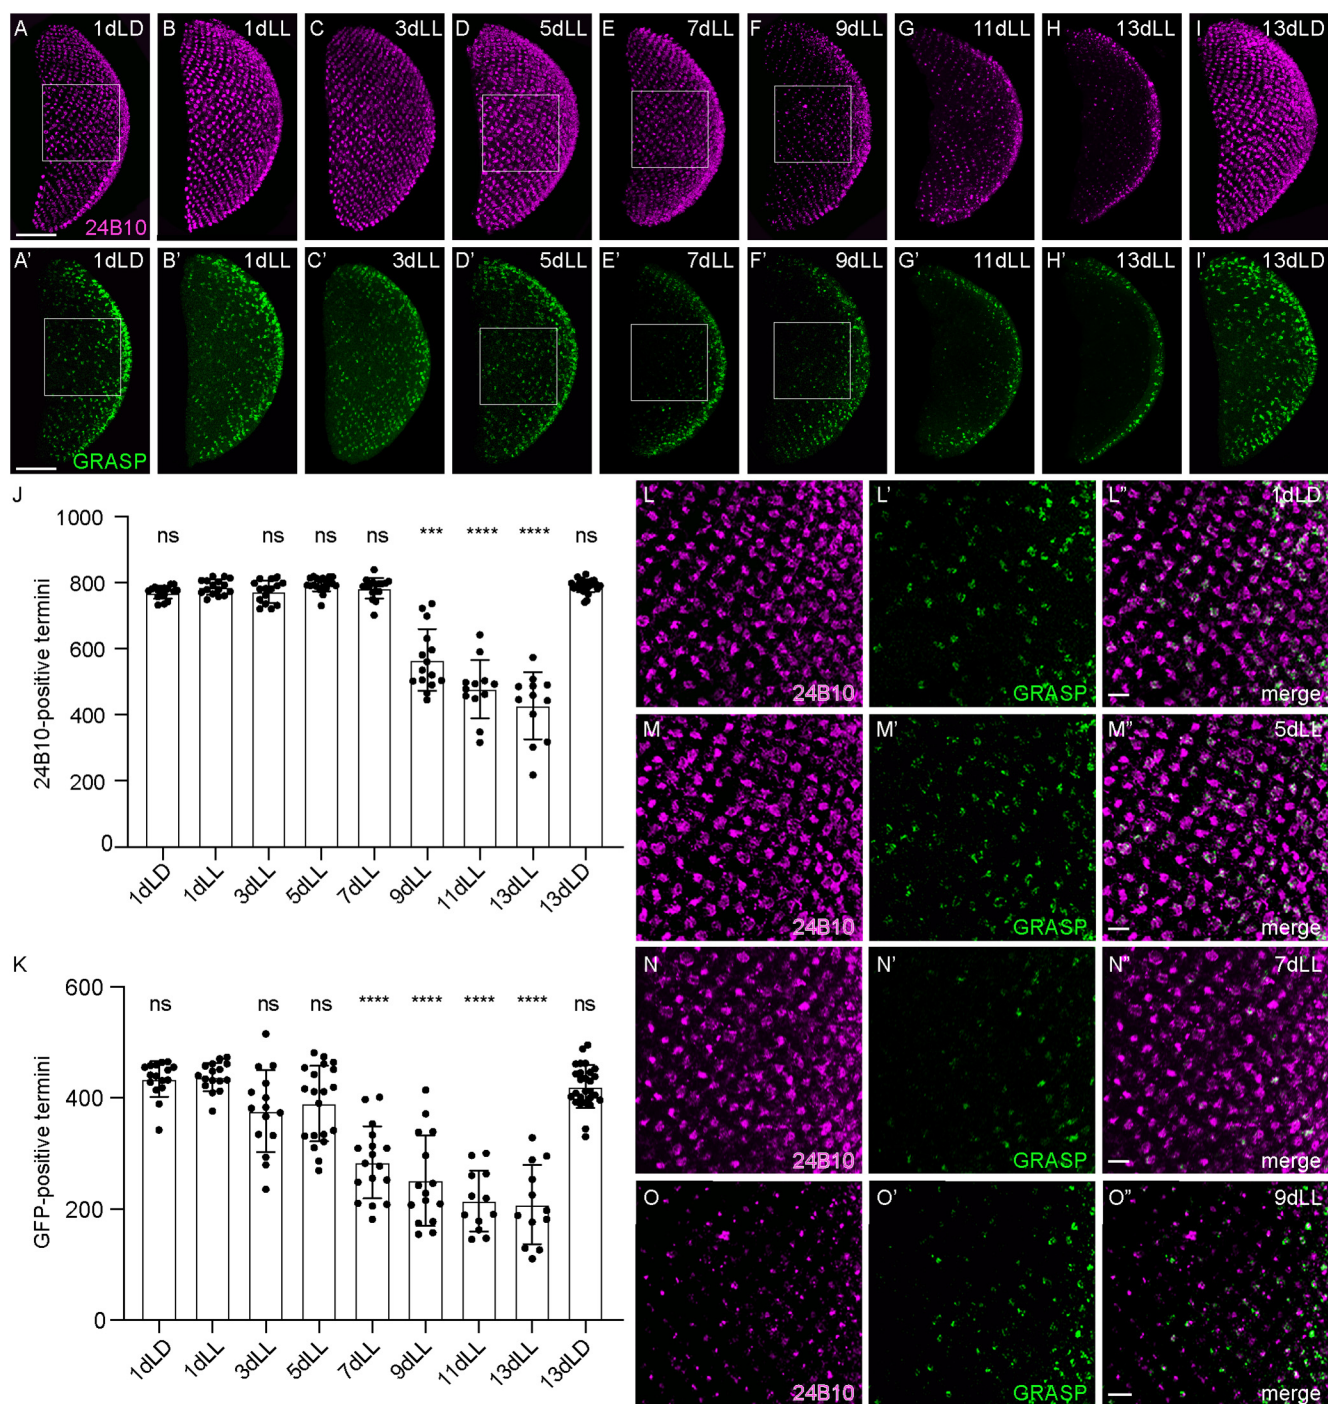 A 1dLD B 1dLL C 3dLL D 5dLL E 7dLL F 9dLL G 11dLL H 13dLL I 13dLD
24B10
A' 1dLD B' 1dLL C' 3dLL D' 5dLL E' 7dLL F' 9dLL G' 11dLL H' 13dLL I' 13dLD
GRASP
J
24B10-positive termini
1000
800
600
400
200
0
ns ns ns ns *** **** **** ns
1dLD 1dLL 3dLL 5dLL 7dLL 9dLL 11dLL 13dLL 13dLD
K
GFP-positive termini
600
400
200
0
ns ns ns **** **** **** **** ns
1dLD 1dLL 3dLL 5dLL 7dLL 9dLL 11dLL 13dLL 13dLD
L L' L" 1dLD
24B10 GRASP merge
M M' M" 5dLL
24B10 GRASP merge
N N' N" 7dLL
24B10 GRASP merge
O O' O" 9dLL
24B10 GRASP merge